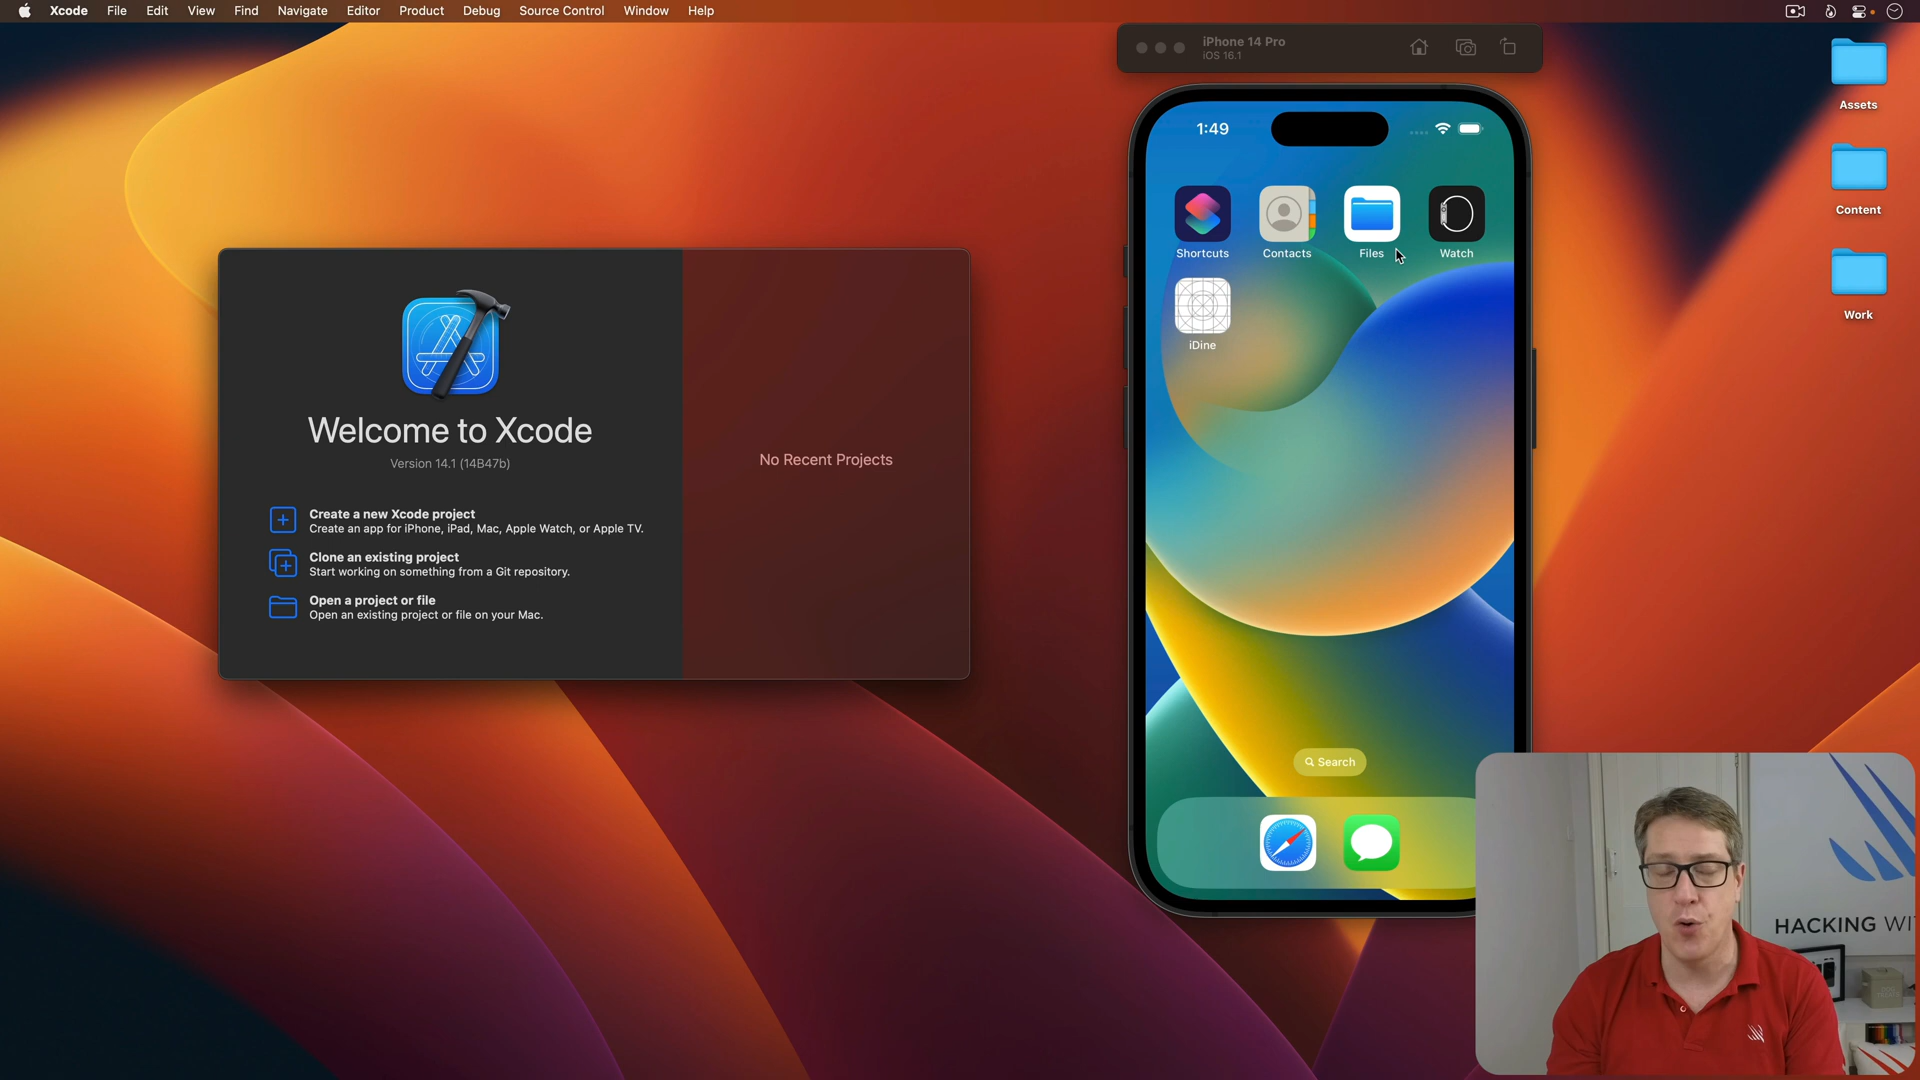 Xcode File Edit View Find Navigate Editor Product Debug Source Control Window Help
iPhone 14 Pro
iOS 16.1
Assets
Content
Work
1:49
Shortcuts Contacts Files Watch
iDine
Search
Welcome to Xcode
Version 14.1 (14B47b)
Create a new Xcode project
Create an app for iPhone, iPad, Mac, Apple Watch, or Apple TV.
Clone an existing project
Start working on something from a Git repository.
Open a project or file
Open an existing project or file on your Mac.
No Recent Projects
HACKING WI